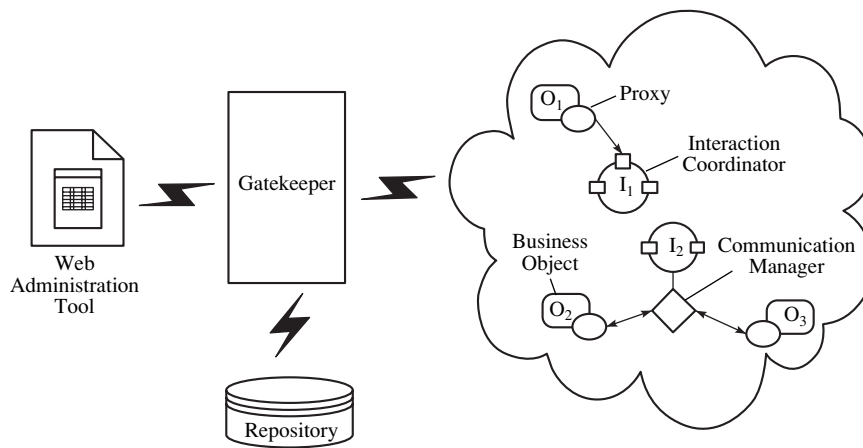 Web
Administration
Tool
Gatekeeper
Repository
O1
Proxy
I1
Interaction
Coordinator
Business
Object
I2
Communication
Manager
O2
O3